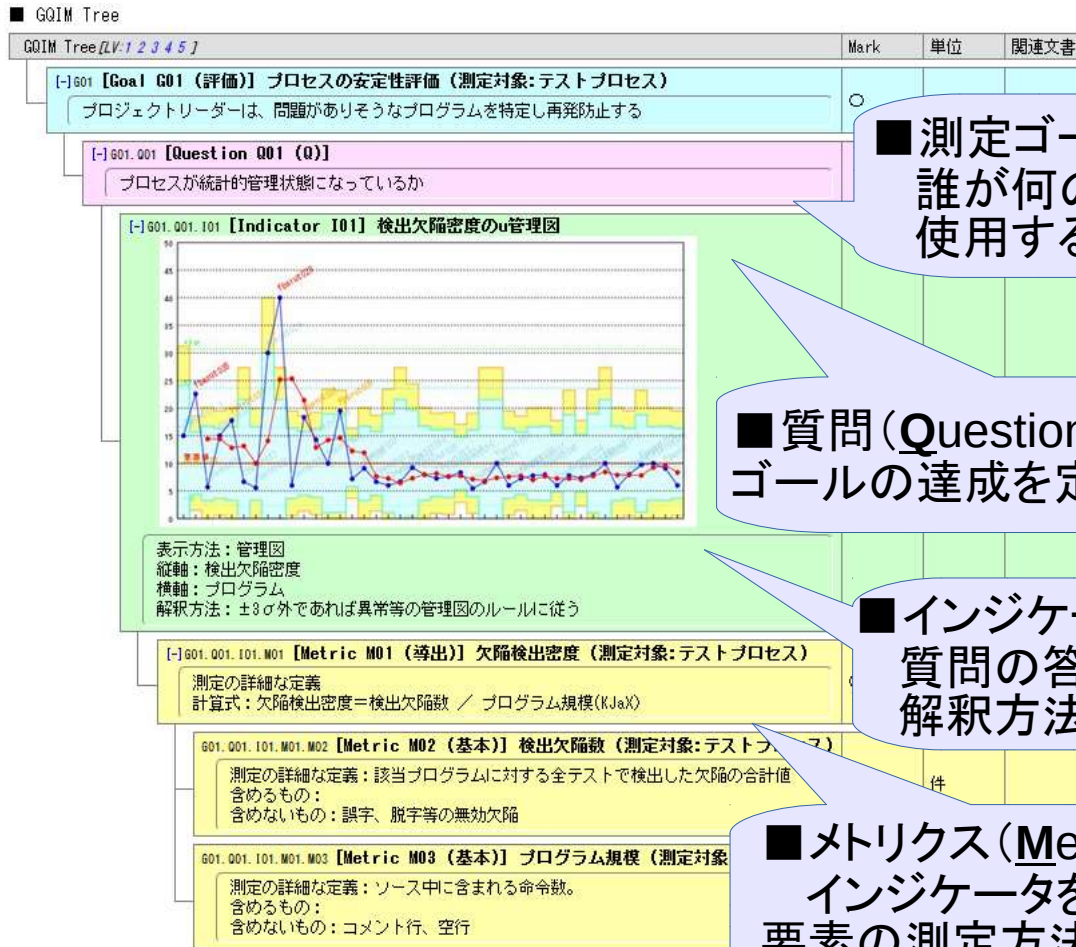 ■ GQIM Tree
GQIM Tree [LV:1 2 3 4 5 ] Mark 単位 関連文書
[-]G01 [Goal G01 (評価)] プロセスの安定性評価 (測定対象:テストプロセス)
プロジェクトリーダーは、問題がありそうなプログラムを特定し再発防止する
○
■測定ゴー
誰が何の
使用する
[-]G01.Q01 [Question Q01 (Q)]
プロセスが統計的管理状態になっているか
[-]G01.Q01.I01 [Indicator I01] 検出欠陥密度のu管理図
50
45
40
35
30
25
20
15
10
5
0
■質問(Question
ゴールの達成を定
表示方法:管理図
縦軸:検出欠陥密度
横軸:プログラム
解釈方法:±3σ外であれば異常等の管理図のルールに従う
■インジケー
質問の答
解釈方法
[-]G01.Q01.I01.M01 [Metric M01 (導出)] 欠陥検出密度 (測定対象:テストプロセス)
測定の詳細な定義
計算式:欠陥検出密度=検出欠陥数 / プログラム規模(KJaX)
G01.Q01.I01.M01.M02 [Metric M02 (基本)] 検出欠陥数 (測定対象:テストプ
測定の詳細な定義:該当プログラムに対する全テストで検出した欠陥の合計値
含めるもの:
含めないもの:誤字、脱字等の無効欠陥
件
G01.Q01.I01.M01.M03 [Metric M03 (基本)] プログラム規模 (測定対象
測定の詳細な定義:ソース中に含まれる命令数。
含めるもの:
含めないもの:コメント行、空行
■メトリクス(Me
インジケータを
要素の測定方法